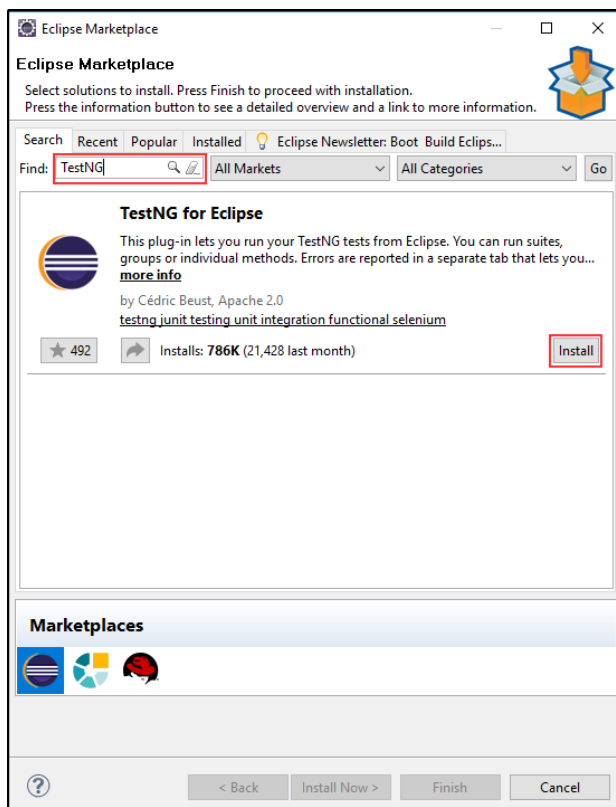 Eclipse Marketplace
Eclipse Marketplace
Select solutions to install. Press Finish to proceed with installation.
Press the information button to see a detailed overview and a link to more information.
Search Recent Popular Installed Eclipse Newsletter: Boot Build Eclips...
Find: TestNG All Markets All Categories Go
TestNG for Eclipse
This plug-in lets you run your TestNG tests from Eclipse. You can run suites,
groups or individual methods. Errors are reported in a separate tab that lets you...
more info
by Cédric Beust, Apache 2.0
testng junit testing unit integration functional selenium
492 Installs: 786K (21,428 last month) Install
Marketplaces
? < Back Install Now > Finish Cancel